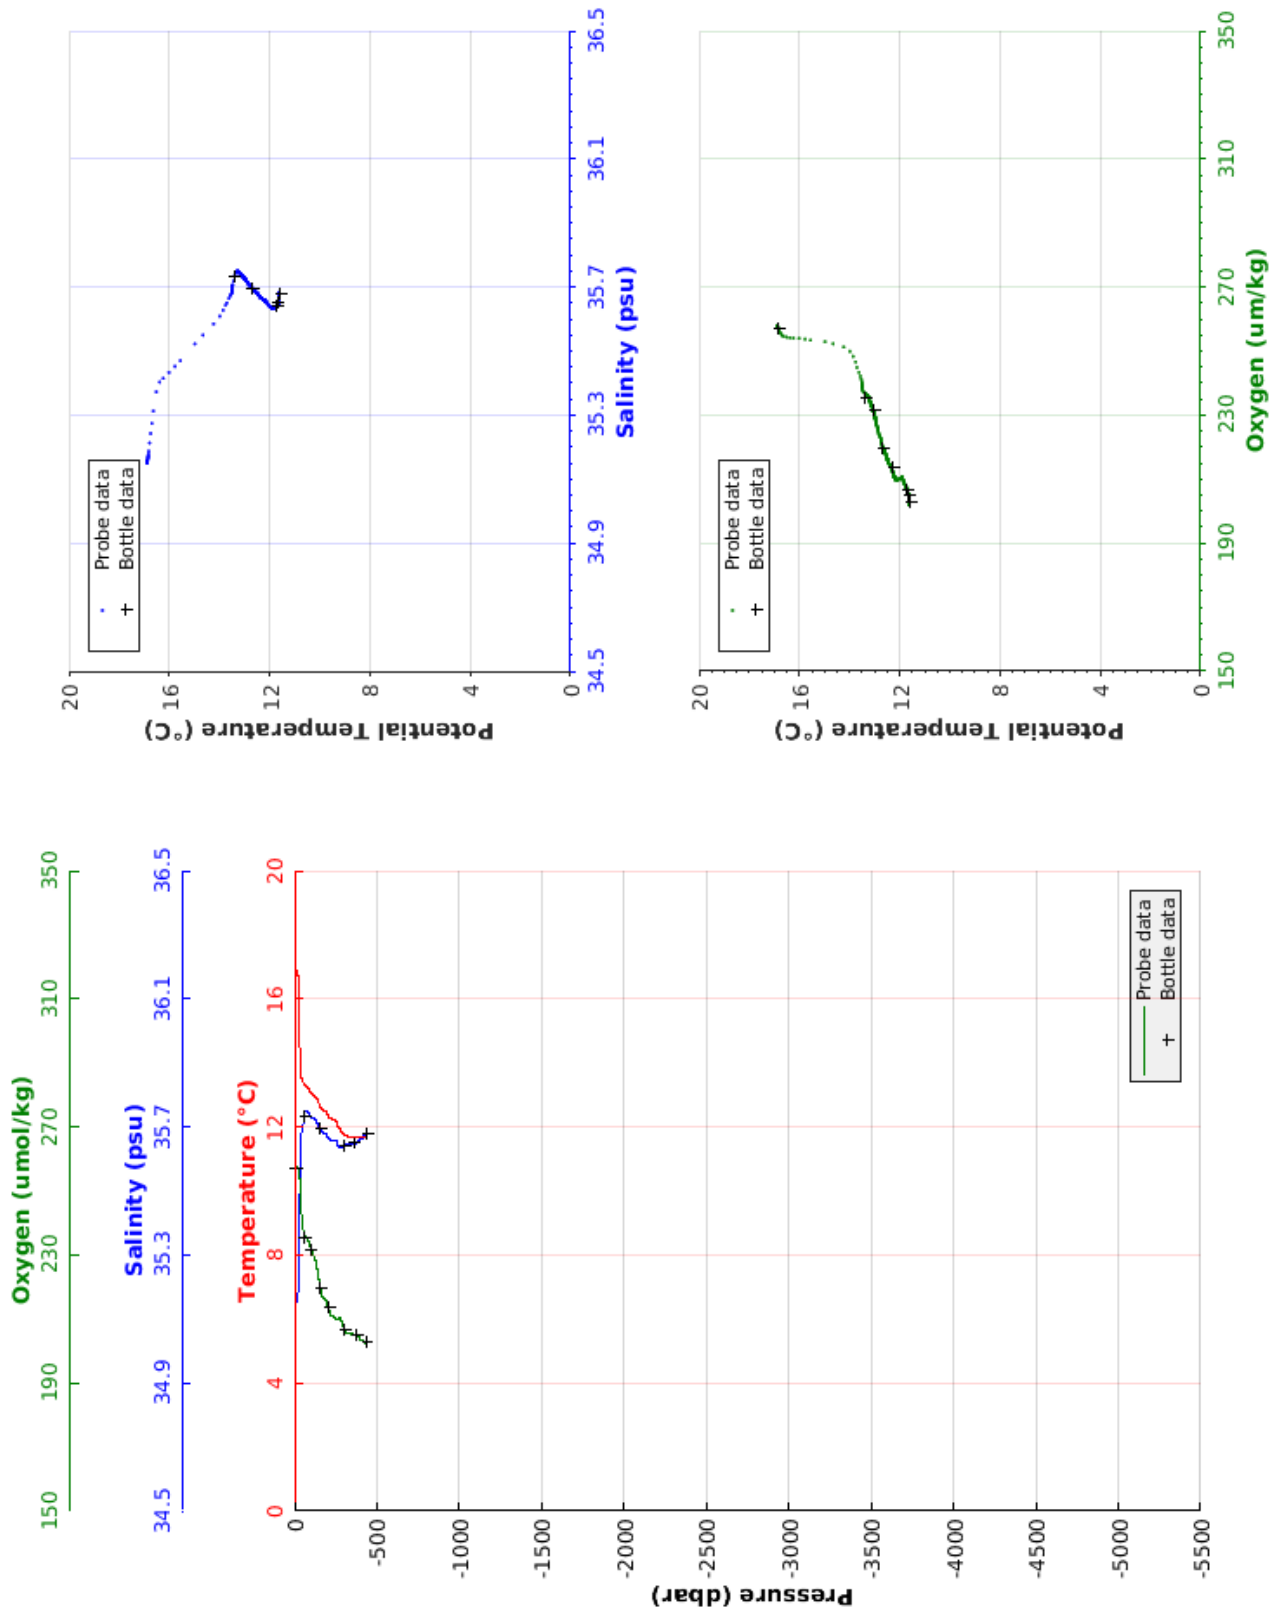 Oxygen (umol/kg)
150 190 230 270 310 350
Salinity (psu)
34.5 34.9 35.3 35.7 36.1 36.5
Temperature (°C)
0 4 8 12 16 20
Pressure (dbar)
0
-500
-1000
-1500
-2000
-2500
-3000
-3500
-4000
-4500
-5000
-5500
Probe data
Bottle data
Potential Temperature (°C)
20
16
12
8
4
0
Probe data
Bottle data
34.5 34.9 35.3 35.7 36.1 36.5
Salinity (psu)
Potential Temperature (°C)
20
16
12
8
4
0
Probe data
Bottle data
150 190 230 270 310 350
Oxygen (um/kg)